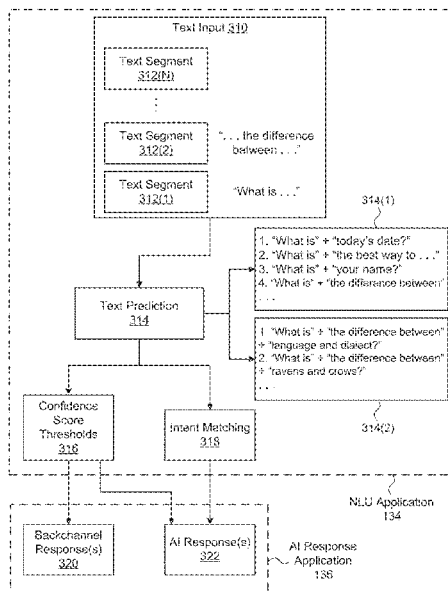 Text Input 310
Text Segment
312(N)
Text Segment
312(2)
". . . the difference
between . . ."
Text Segment
312(1)
"What is . . ."
314(1)
1. "What is" + "today's date?"
2. "What is" + "the best way to . . ."
3. "What is" + "your name?"
4. "What is" + "the difference between"
. . .
Text Prediction
314
1. "What is" + "the difference between"
+ "language and dialect?"
2. "What is" + "the difference between"
+ "ravens and crows?"
. . .
314(2)
Confidence
Score
Thresholds
316
Intent Matching
318
NLU Application
134
Backchannel
Response(s)
320
AI Response(s)
322
AI Response
Application
136